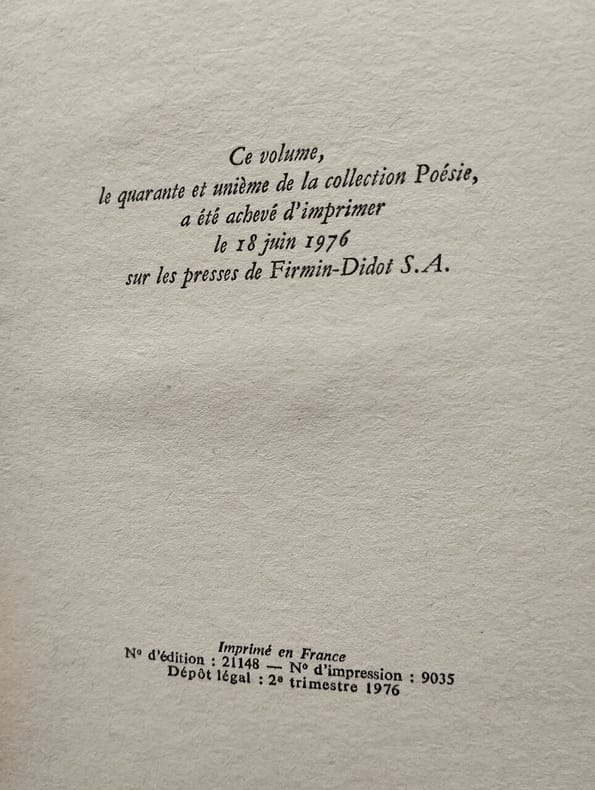 Ce volume,
le quarante et unième de la collection Poésie,
a été achevé d'imprimer
le 18 juin 1976
sur les presses de Firmin-Didot S.A.
Imprimé en France
Nº d'édition : 21148 — Nº d'impression : 9035
Dépôt légal : 2e trimestre 1976